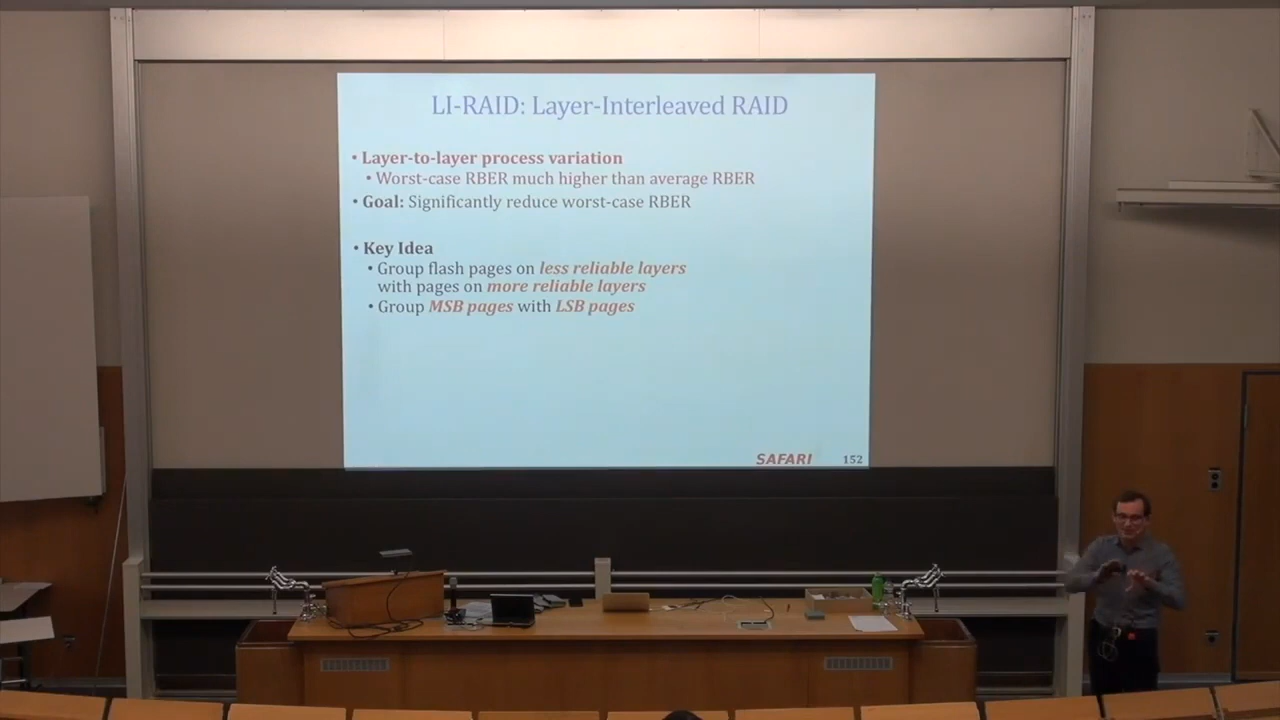 LI-RAID: Layer-Interleaved RAID
• Layer-to-layer process variation
• Worst-case RBER much higher than average RBER
• Goal: Significantly reduce worst-case RBER
• Key Idea
• Group flash pages on less reliable layers
with pages on more reliable layers
• Group MSB pages with LSB pages
SAFARI 152